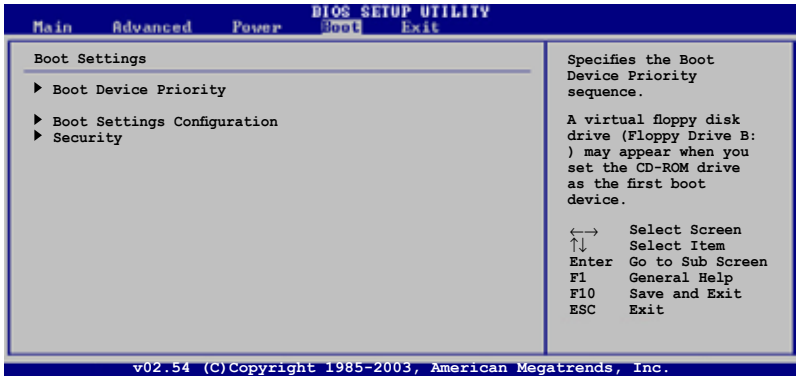 BIOS SETUP UTILITY
Main Advanced Power Boot Exit
Boot Settings
Boot Device Priority
Boot Settings Configuration
Security
Specifies the Boot
Device Priority
sequence.
A virtual floppy disk
drive (Floppy Drive B:
) may appear when you
set the CD-ROM drive
as the first boot
device.
←→ Select Screen
↑↓ Select Item
Enter Go to Sub Screen
F1 General Help
F10 Save and Exit
ESC Exit
v02.54 (C)Copyright 1985-2003, American Megatrends, Inc.